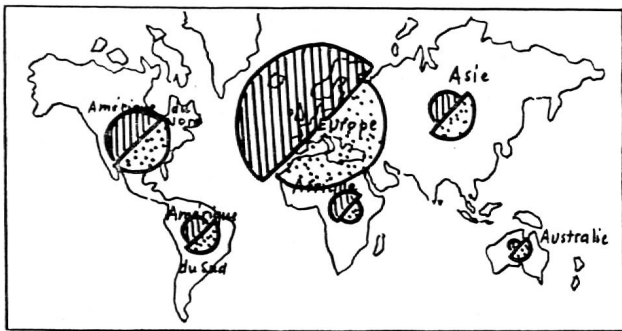 Amérique du
Nord
Europe
Asie
Afrique
Amérique
du Sud
Australie